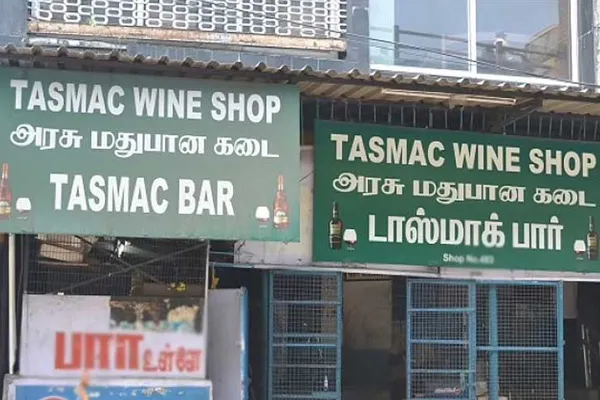 TASMAC WINE SHOP
அரசு மதுபான கடை
TASMAC BAR
TASMAC WINE SHOP
அரசு மதுபான கடை
டாஸ்மாக் பார்
Shop No.483
பார் உள்ளே